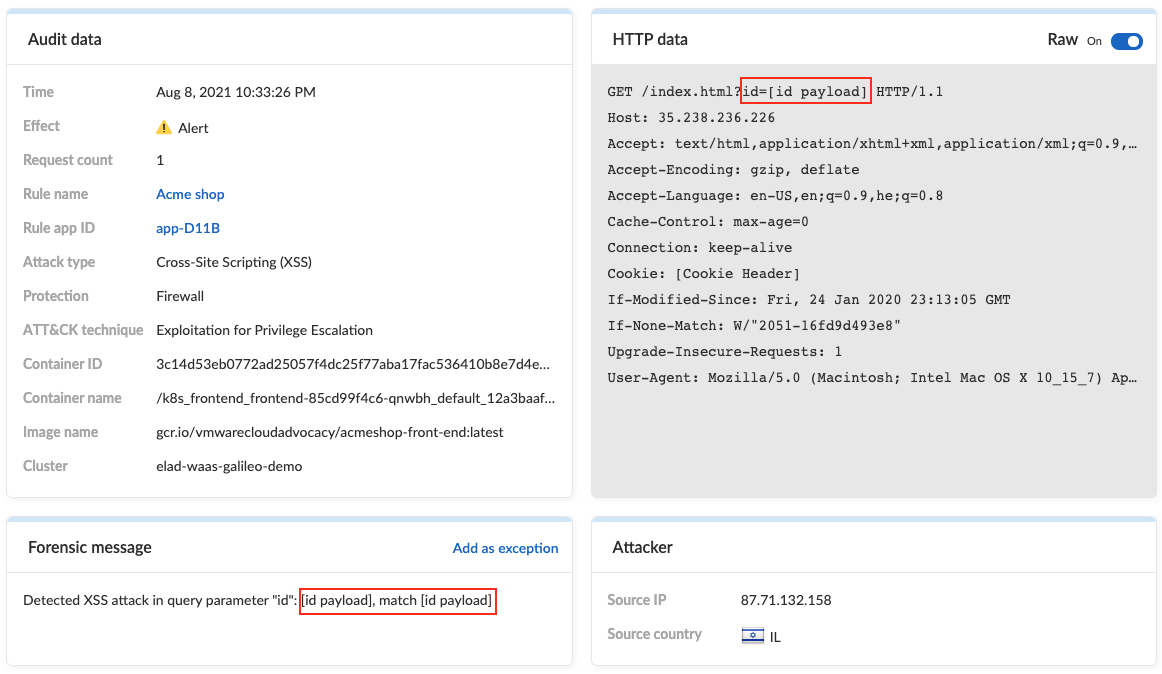 Audit data
Time Aug 8, 2021 10:33:26 PM
Effect Alert
Request count 1
Rule name Acme shop
Rule app ID app-D11B
Attack type Cross-Site Scripting (XSS)
Protection Firewall
ATT&CK technique Exploitation for Privilege Escalation
Container ID 3c14d53eb0772ad25057f4dc25f77aba17fac536410b8e7d4e...
Container name /k8s_frontend_frontend-85cd99f4c6-qnwbh_default_12a3baaf...
Image name gcr.io/vmwarecloudadvocacy/acmeshop-front-end:latest
Cluster elad-waas-galileo-demo
HTTP data Raw On
GET /index.html?id=[id payload] HTTP/1.1
Host: 35.238.236.226
Accept: text/html,application/xhtml+xml,application/xml;q=0.9,…
Accept-Encoding: gzip, deflate
Accept-Language: en-US,en;q=0.9,he;q=0.8
Cache-Control: max-age=0
Connection: keep-alive
Cookie: [Cookie Header]
If-Modified-Since: Fri, 24 Jan 2020 23:13:05 GMT
If-None-Match: W/"2051-16fd9d493e8"
Upgrade-Insecure-Requests: 1
User-Agent: Mozilla/5.0 (Macintosh; Intel Mac OS X 10_15_7) Ap…
Forensic message Add as exception
Detected XSS attack in query parameter "id": [id payload], match [id payload]
Attacker
Source IP 87.71.132.158
Source country IL